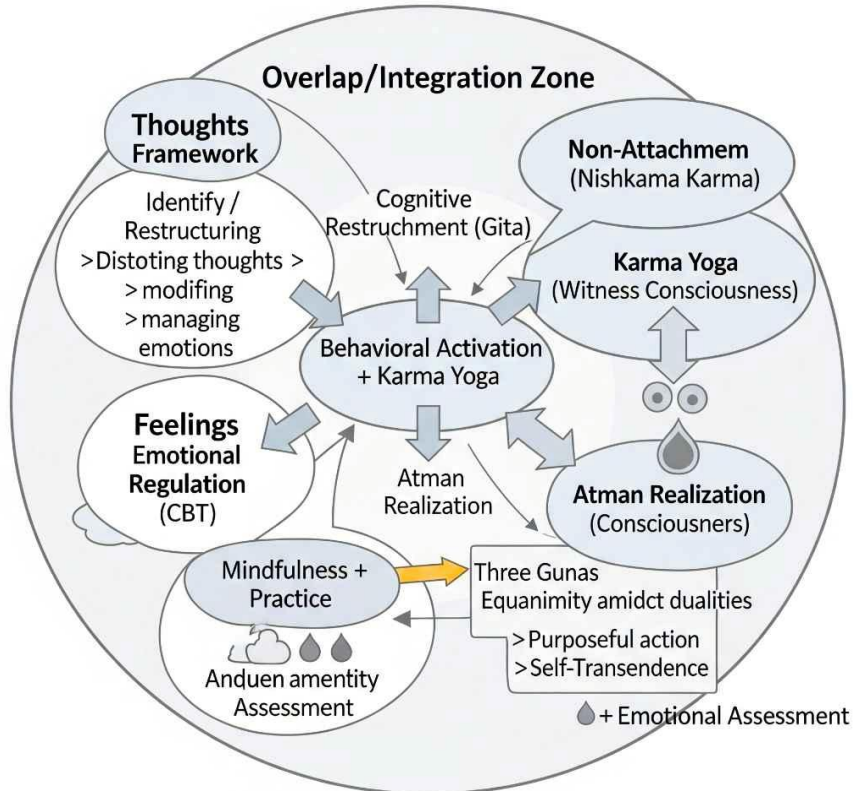 Overlap/Integration Zone
Thoughts
Framework
Identify /
Restructuring
>Distoting thoughts >
> modifing
> managing
emotions
Cognitive
Restruchment (Gita)
Non-Attachmem
(Nishkama Karma)
Karma Yoga
(Witness Consciousness)
Behavioral Activation
+ Karma Yoga
Feelings
Emotional
Regulation
(CBT)
Atman
Realization
Atman Realization
(Consciousners)
Mindfulness +
Practice
Anduen amentity
Assessment
Three Gunas
Equanimity amidct dualities
>Purposeful action
>Self-Transendence
+ Emotional Assessment